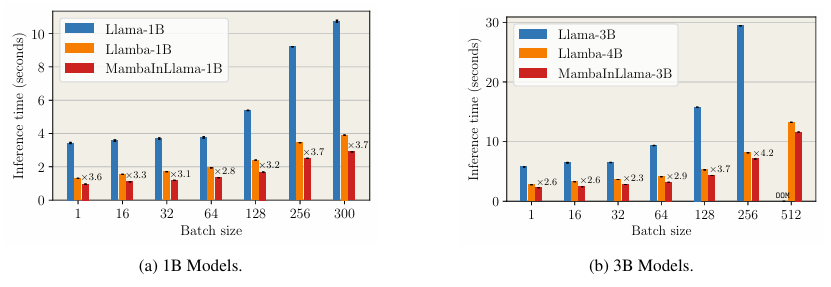 Inference time (seconds)
10
8
6
4
2
0
Llama-1B
Llamba-1B
MambaInLlama-1B
×3.6
×3.3
×3.1
×2.8
×3.2
×3.7
×3.7
1 16 32 64 128 256 300
Batch size
(a) 1B Models.
Inference time (seconds)
30
20
10
0
Llama-3B
Llamba-4B
MambaInLlama-3B
×2.6
×2.6
×2.3
×2.9
×3.7
×4.2
OOM
1 16 32 64 128 256 512
Batch size
(b) 3B Models.